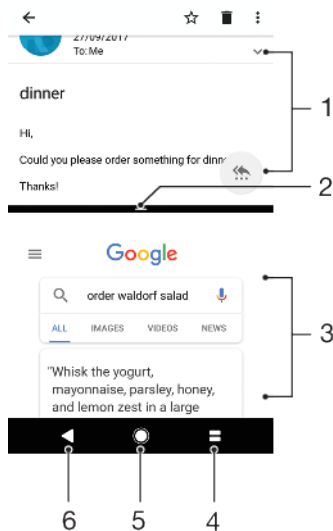 27/09/2017
To: Me
dinner
Hi,
Could you please order something for dinn
Thanks!
1
2
Google
order waldorf salad
ALL IMAGES VIDEOS NEWS
"Whisk the yogurt,
mayonnaise, parsley, honey,
and lemon zest in a large
3
6 5 4